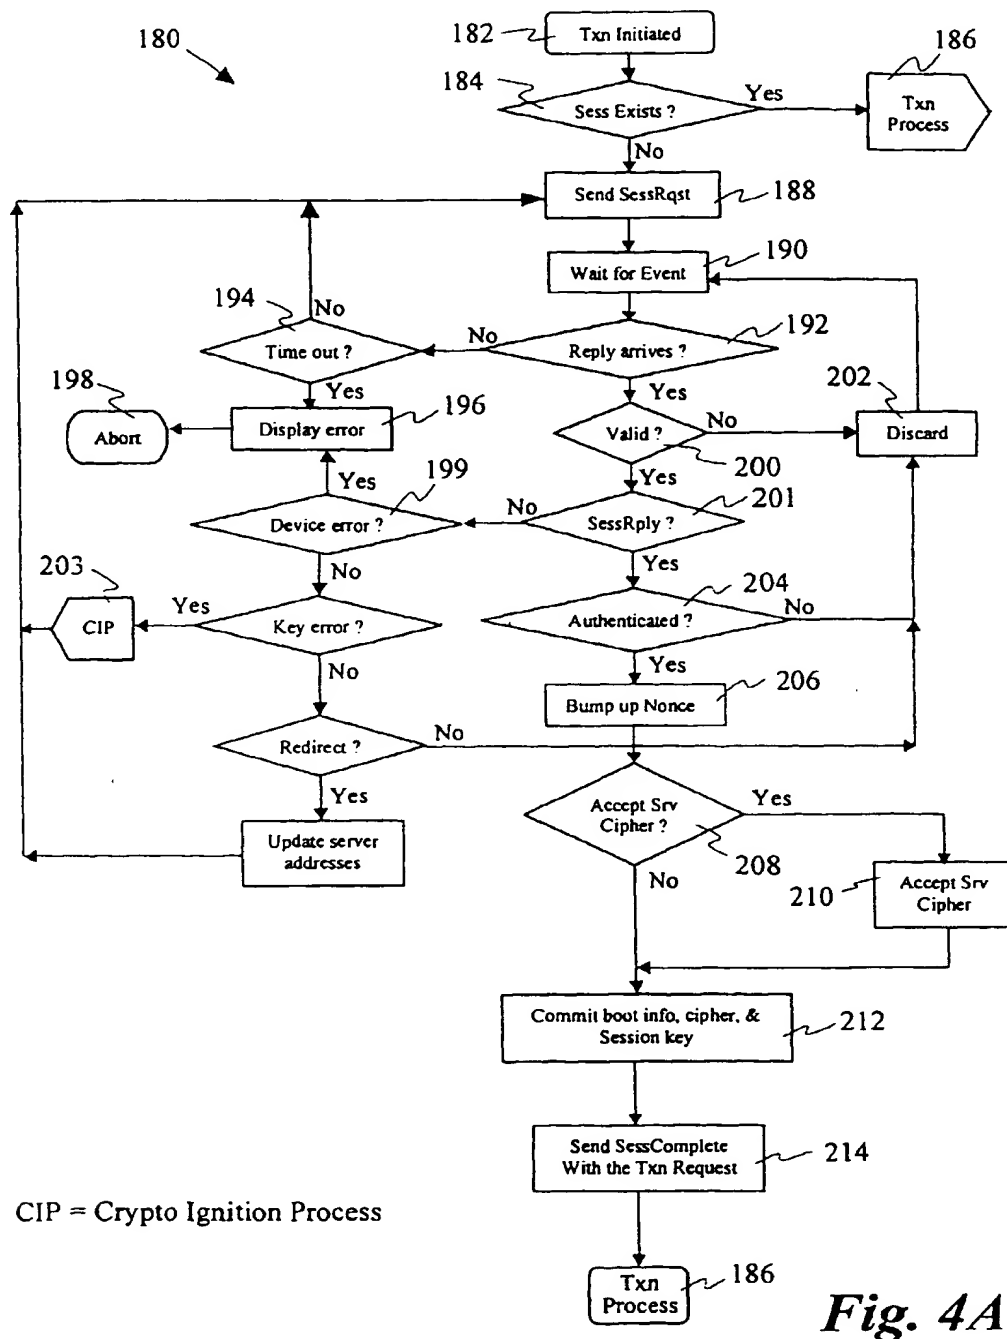 182
Txn Initiated
180
186
184
Sess Exists ?
Yes
Txn
Process
No
Send SessRqst
188
190
Wait for Event
194
No
No
192
Time out ?
Reply arrives ?
198
Yes
Yes
202
Abort
Display error
196
Valid ?
No
Discard
200
Yes
199
Yes
201
Device error ?
No
SessRply ?
203
No
Yes
204
CIP
Yes
Key error ?
Authenticated ?
No
No
Yes
206
Bump up Nonce
Redirect ?
No
Yes
Accept Srv
Cipher ?
Yes
Update server
addresses
208
No
210
Accept Srv
Cipher
Commit boot info, cipher, &
Session key
212
Send SessComplete
With the Txn Request
214
CIP = Crypto Ignition Process
Txn
Process
186
Fig. 4A